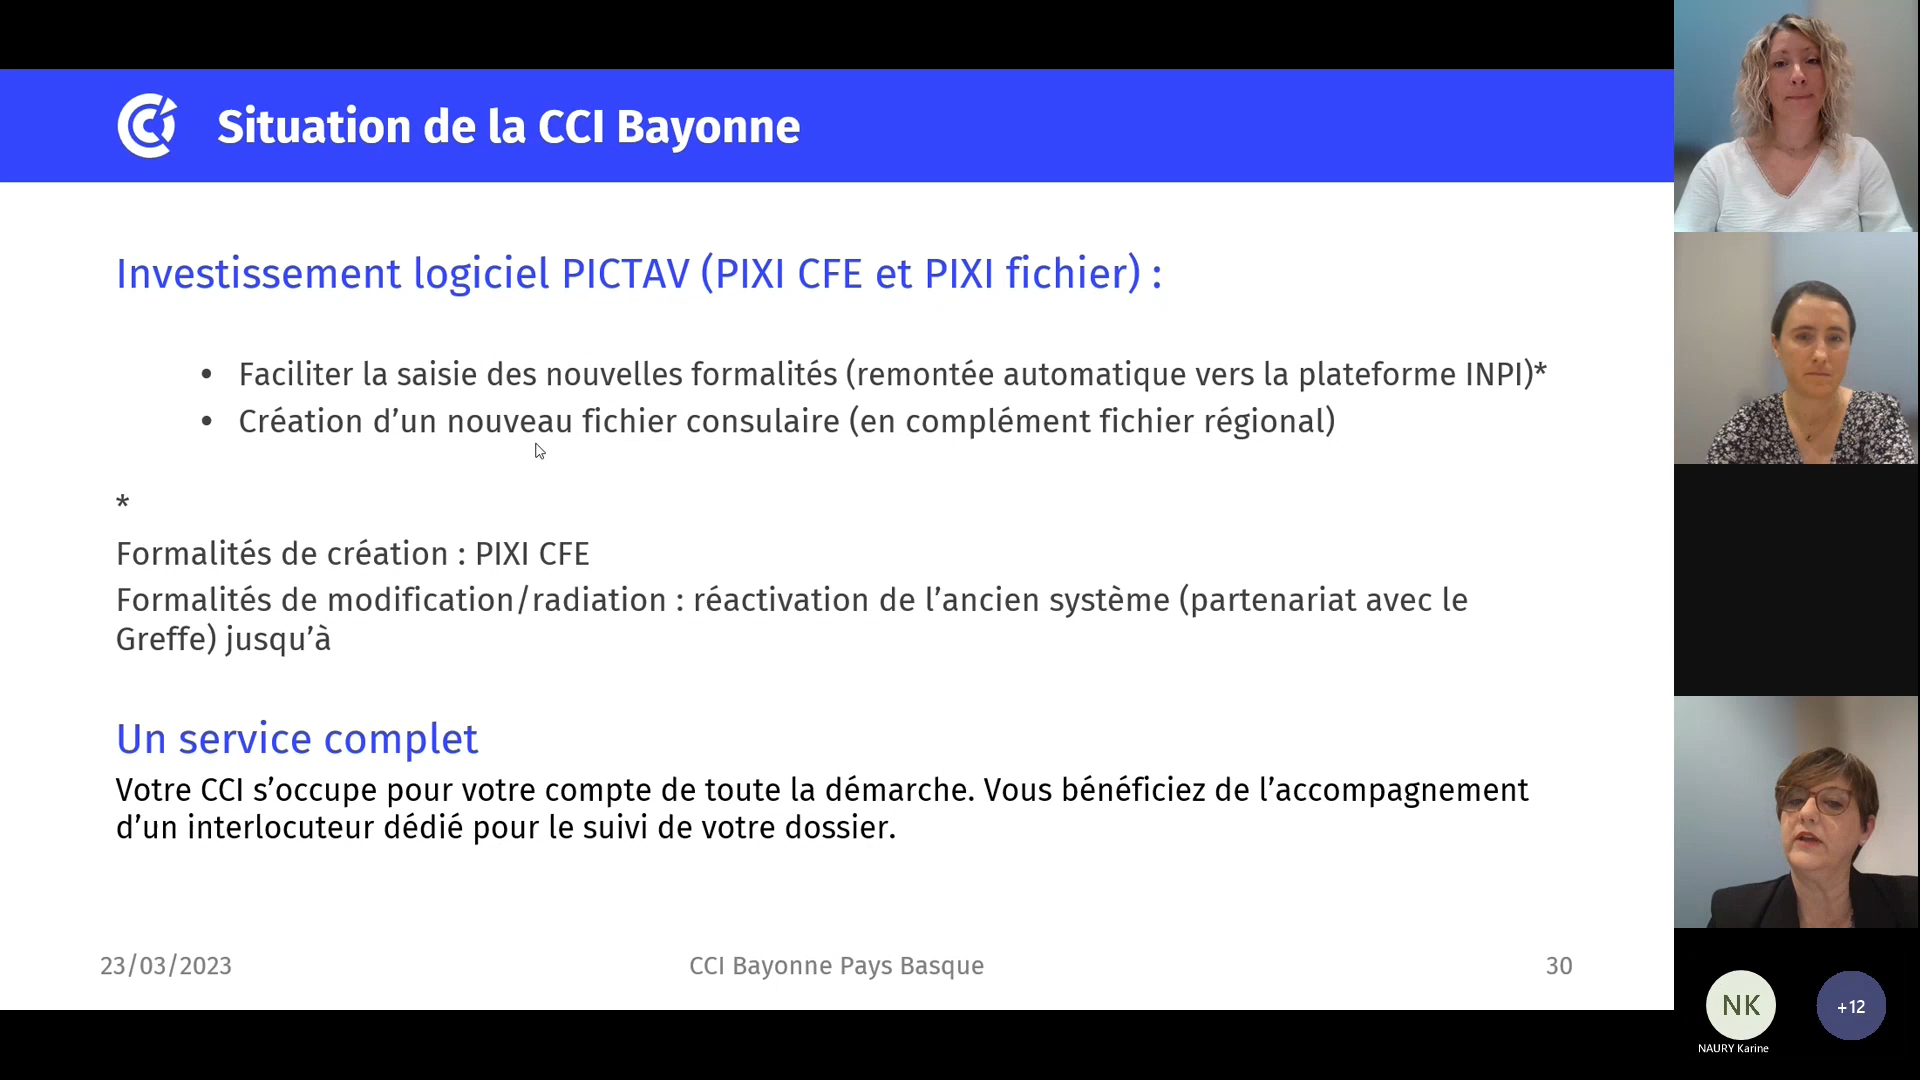 Situation de la CCI Bayonne
Investissement logiciel PICTAV (PIXI CFE et PIXI fichier) :
• Faciliter la saisie des nouvelles formalités (remontée automatique vers la plateforme INPI)*
• Création d’un nouveau fichier consulaire (en complément fichier régional)
*
Formalités de création : PIXI CFE
Formalités de modification/radiation : réactivation de l’ancien système (partenariat avec le
Greffe) jusqu’à
Un service complet
Votre CCI s’occupe pour votre compte de toute la démarche. Vous bénéficiez de l’accompagnement
d’un interlocuteur dédié pour le suivi de votre dossier.
23/03/2023
CCI Bayonne Pays Basque
30
NK
+12
NAURY Karine